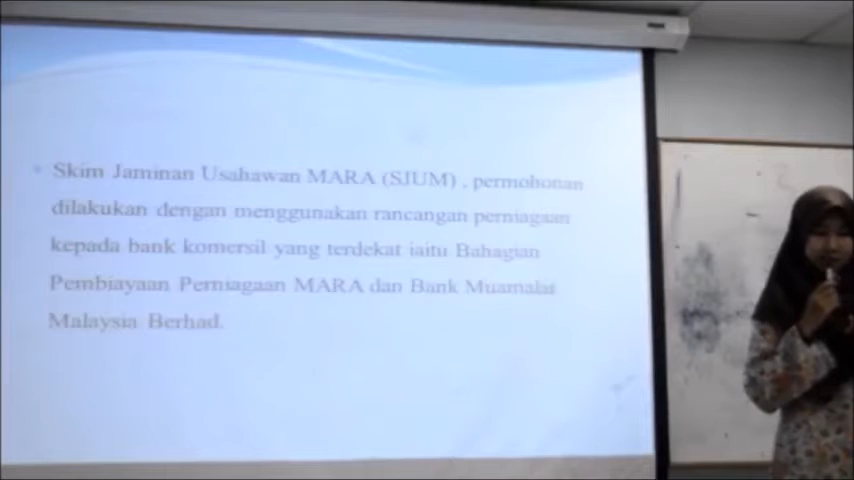 Skim Jaminan Usahawan MARA (SJUM) , permohonan
dilakukan dengan menggunakan rancangan perniagaan
kepada bank komersil yang terdekat iaitu Bahagian
Pembiayaan Perniagaan MARA dan Bank Muamalat
Malaysia Berhad.